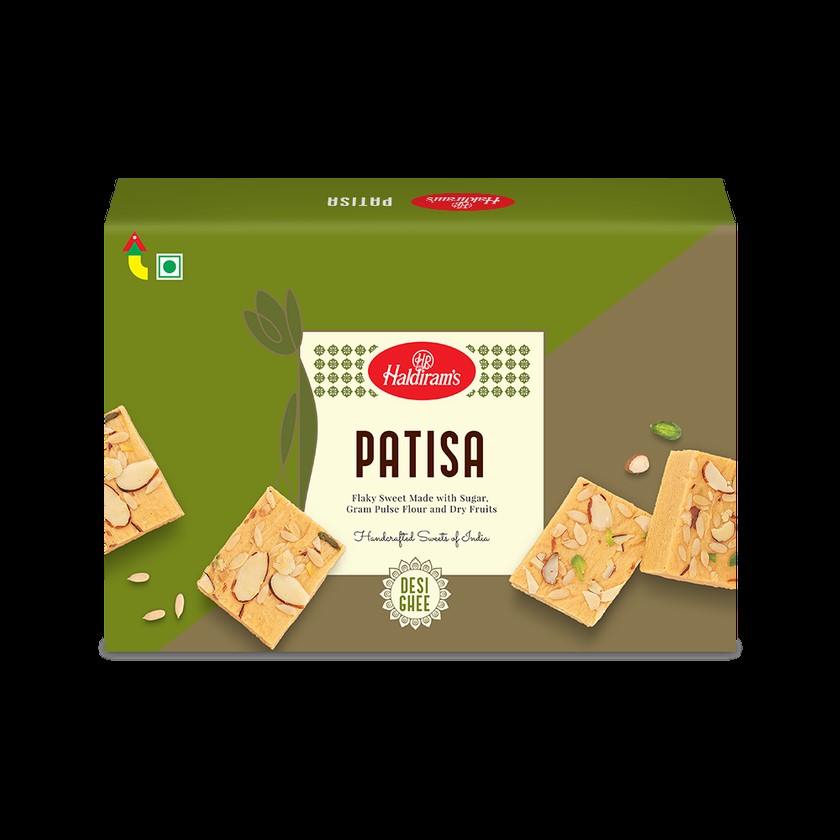 PATISA Haldiram's
HR
Haldiram's
PATISA
Flaky Sweet Made with Sugar,
Gram Pulse Flour and Dry Fruits
Handcrafted Sweets of India
DESI
GHEE